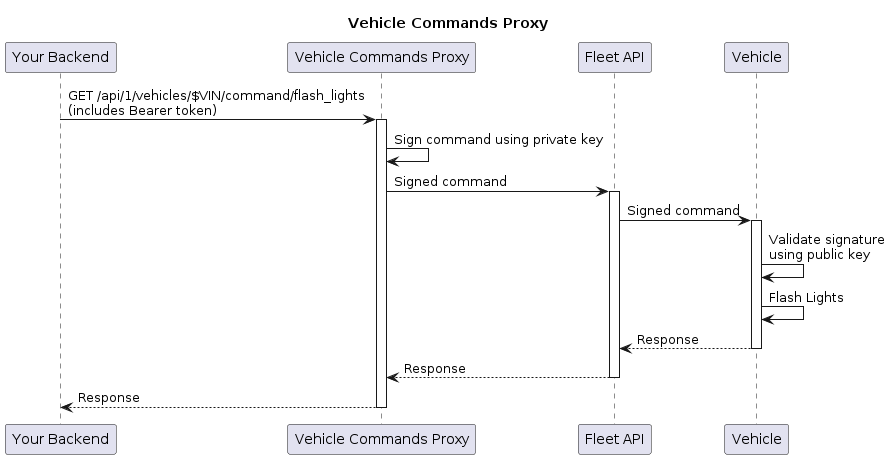 Vehicle Commands Proxy
Your Backend
Vehicle Commands Proxy
Fleet API
Vehicle
GET /api/1/vehicles/$VIN/command/flash_lights
(includes Bearer token)
Sign command using private key
Signed command
Signed command
Validate signature
using public key
Flash Lights
Response
Response
Response
Your Backend
Vehicle Commands Proxy
Fleet API
Vehicle